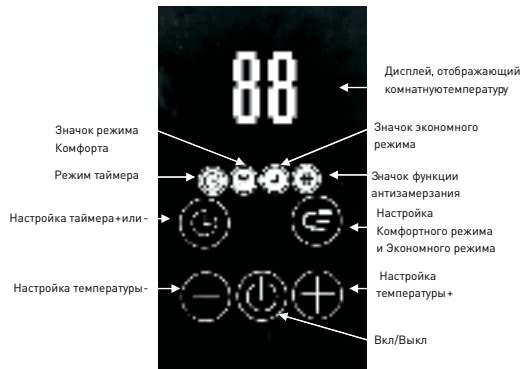 88
Дисплей, отображающий
комнатнуютемпературу
Значок режима
Комфорта
Значок экономного
режима
Режим таймера
Значок функции
антизамерзания
Настройка таймера+или-
Настройка
Комфортного режима
и Экономного режима
Настройка температуры-
Настройка
температуры+
Вкл/Выкл